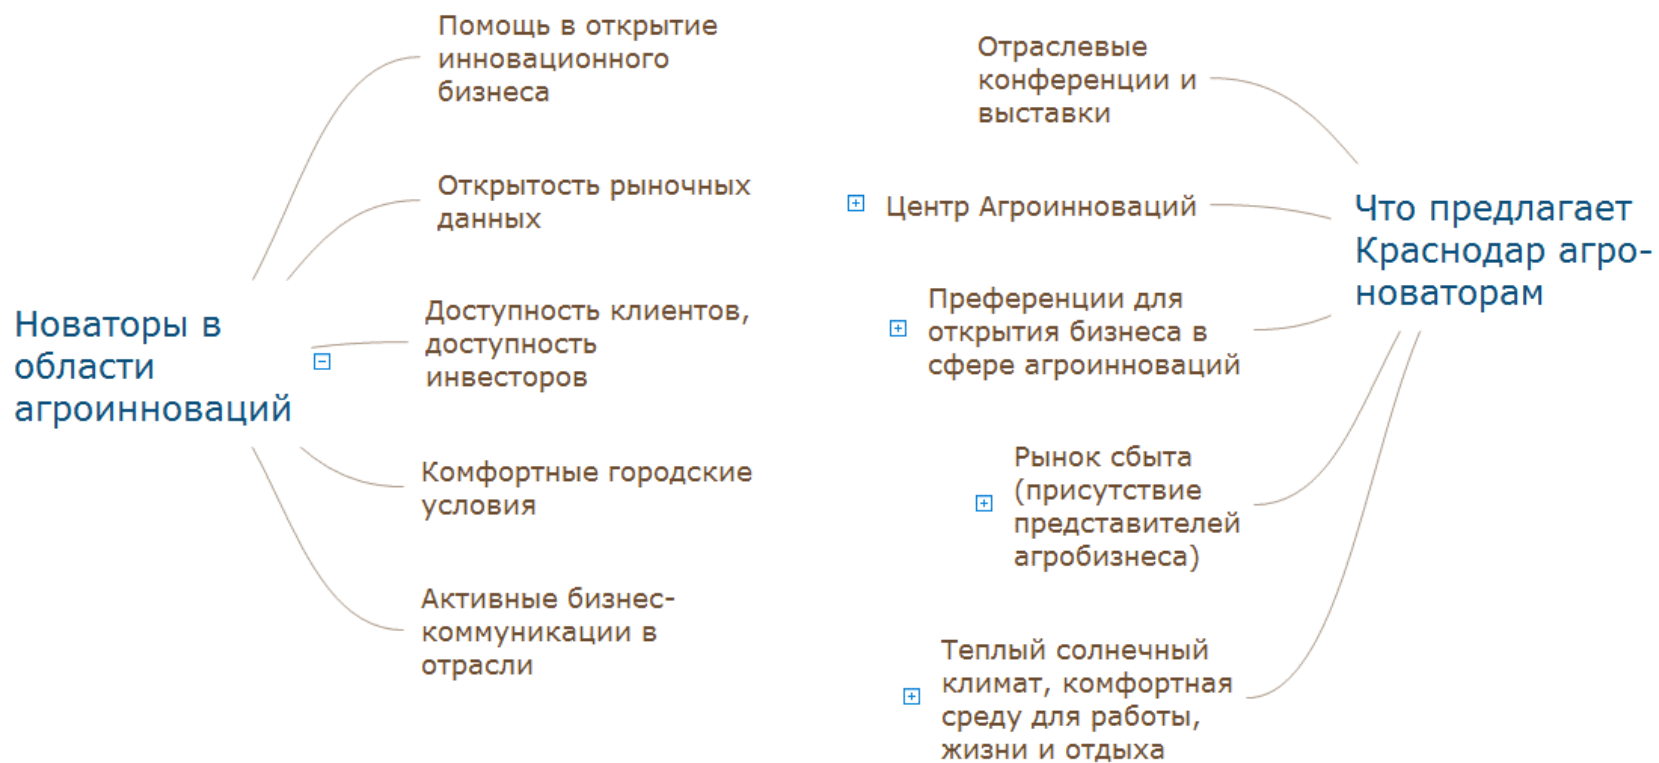 Новаторы в
области
агроинноваций
Помощь в открытие
инновационного
бизнеса
Открытость рыночных
данных
Доступность клиентов,
доступность
инвесторов
Комфортные городские
условия
Активные бизнес-
коммуникации в
отрасли
Отраслевые
конференции и
выставки
Центр Агроинноваций
Преференции для
открытия бизнеса в
сфере агроинноваций
Рынок сбыта
(присутствие
представителей
агробизнеса)
Теплый солнечный
климат, комфортная
среду для работы,
жизни и отдыха
Что предлагает
Краснодар агро-
новаторам